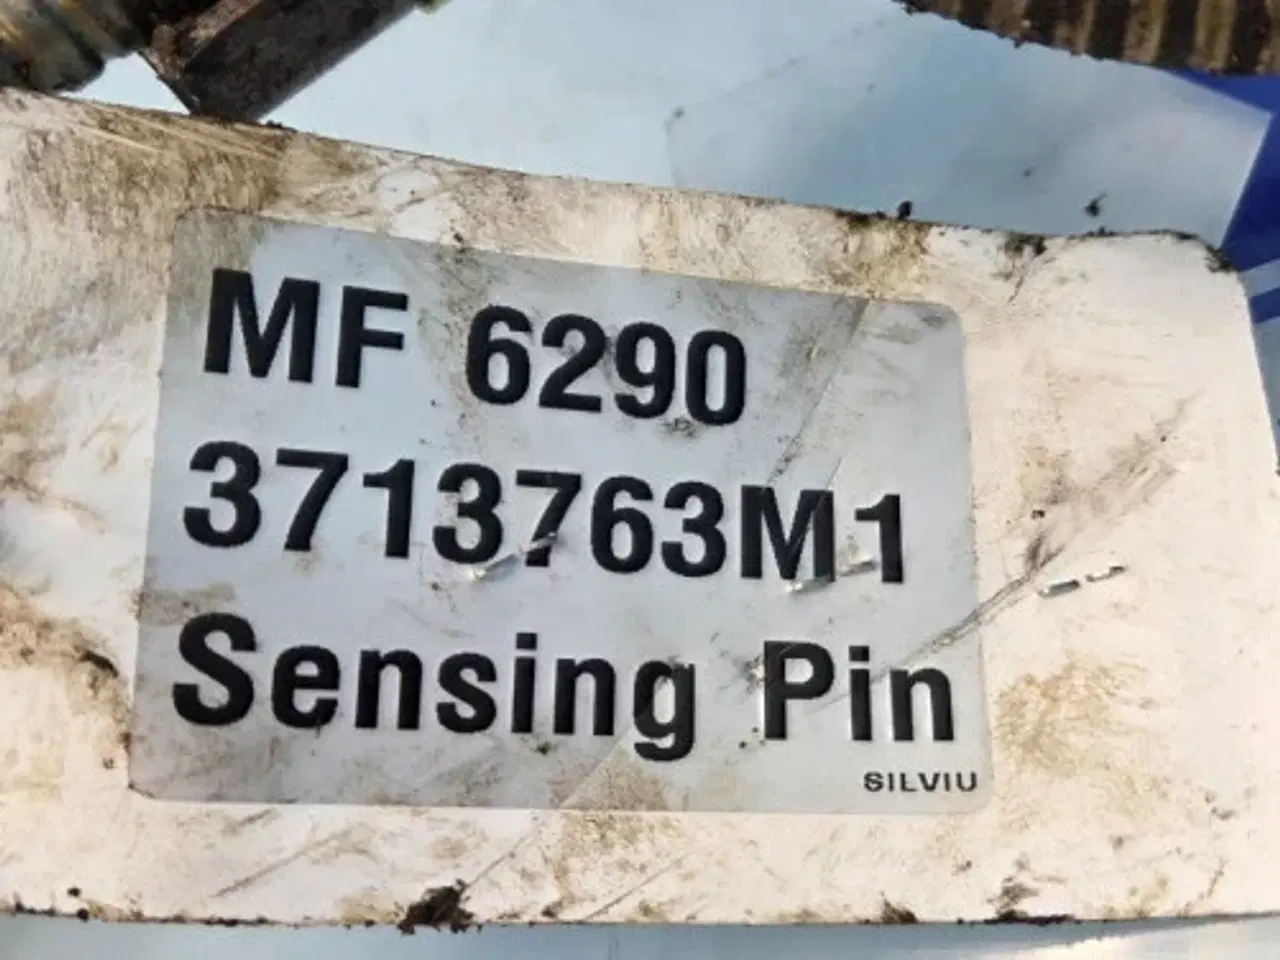 MF 6290
3713763M1
Sensing Pin
SILVIU